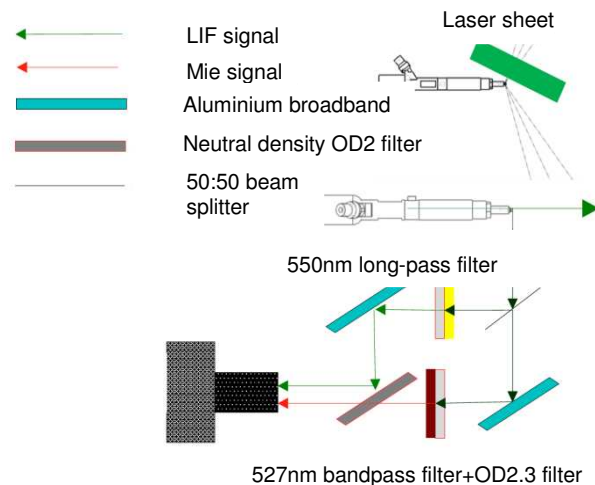 Laser sheet
LIF signal
Mie signal
Aluminium broadband
Neutral density OD2 filter
50:50 beam
splitter
550nm long-pass filter
527nm bandpass filter+OD2.3 filter